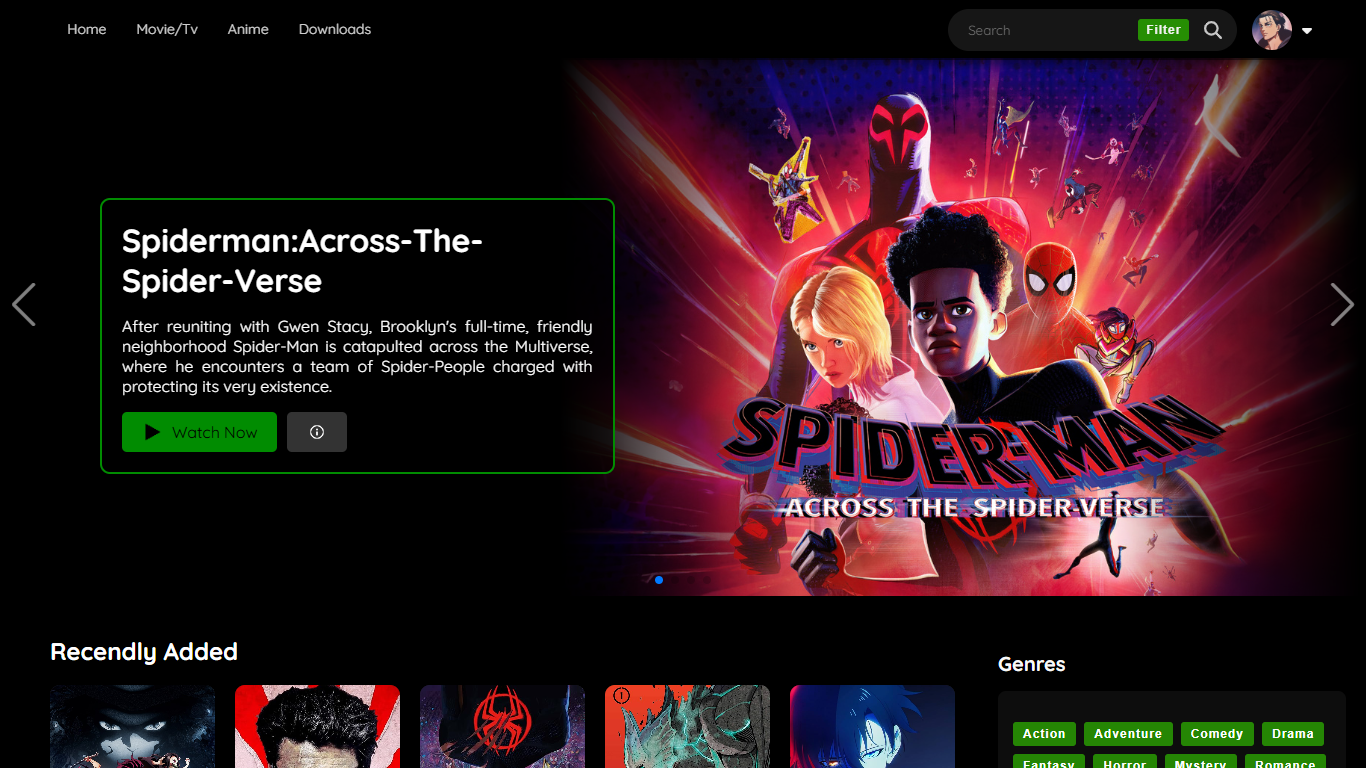 Home Movie/Tv Anime Downloads Search Filter
Spiderman:Across-The-
Spider-Verse
After reuniting with Gwen Stacy, Brooklyn's full-time, friendly
neighborhood Spider-Man is catapulted across the Multiverse,
where he encounters a team of Spider-People charged with
protecting its very existence.
Watch Now
SPIDER-MAN
ACROSS THE SPIDER-VERSE
Recendly Added
Genres
Action Adventure Comedy Drama
Fantasy Horror Mystery Romance